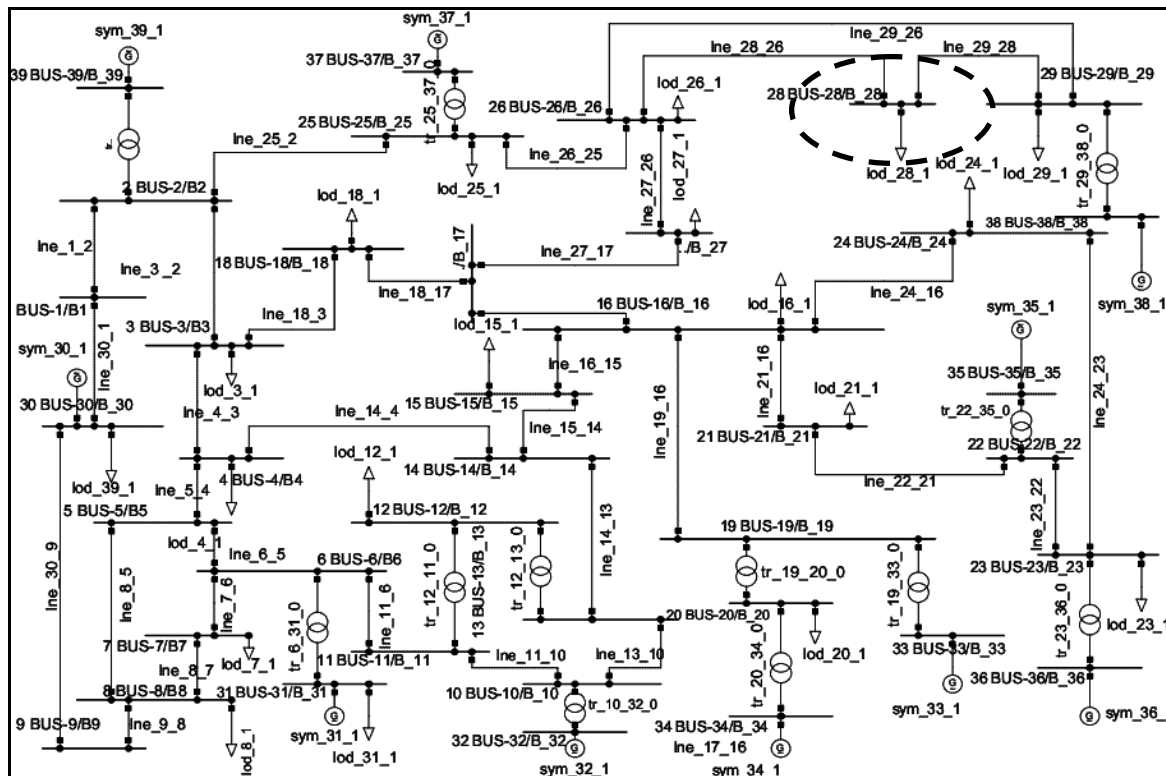 sym_39_1
sym_37_1
lne_29_26
lne_28_26
lne_29_28
37 BUS-37/B_37
39 BUS-39/B_39
29 BUS-29/B_29
lod_26_1
28 BUS-28/B_28
26 BUS-26/B_26
tr_25_37_0
25 BUS-25/B_25
lne_25_2
lne_26_25
lne_27_26
lod_27_1
lod_24_1
lod_28_1
lod_29_1
tr_29_38_0
lod_25_1
2 BUS-2/B2
lod_18_1
38 BUS-38/B_38
24 BUS-24/B_24
lne_1_2
lne_3_2
18 BUS-18/B_18
./B_17
lne_27_17
../B_27
lne_18_17
lne_24_16
sym_38_1
BUS-1/B1
16 BUS-16/B_16
lod_16_1
sym_35_1
lne_18_3
lod_15_1
3 BUS-3/B3
sym_30_1
lne_30_1
lne_16_15
lne_21_16
lne_24_23
35 BUS-35/B_35
lod_3_1
lod_21_1
30 BUS-30/B_30
15 BUS-15/B_15
tr_22_35_0
lne_4_3
lne_14_4
lne_15_14
lne_19_16
21 BUS-21/B_21
22 BUS-22/B_22
lod_12_1
14 BUS-14/B_14
lne_22_21
4 BUS-4/B4
lod_39_1
lne_5_4
lne_23_22
5 BUS-5/B5
12 BUS-12/B_12
lne_14_13
19 BUS-19/B_19
lod_4_1
lne_6_5
6 BUS-6/B6
tr_12_11_0
13 BUS-13/B_13
tr_12_13_0
23 BUS-23/B_23
lne_30_9
lne_8_5
lne_7_6
lne_11_6
tr_19_20_0
tr_19_33_0
tr_6_31_0
20 BUS-20/B_20
tr_23_36_0
lod_23_1
7 BUS-7/B7
lod_7_1
11 BUS-11/B_11
lne_11_10
lne_13_10
tr_20_34_0
lod_20_1
33 BUS-33/B_33
lne_8_7
36 BUS-36/B_36
8 BUS-8/B8
31 BUS-31/B_31
10 BUS-10/B_10
tr_10_32_0
9 BUS-9/B9
lne_9_8
lod_8_1
sym_31_1
lod_31_1
32 BUS-32/B_32
34 BUS-34/B_34
sym_33_1
sym_36_
lne_17_16
sym_32_1
sym_34_1